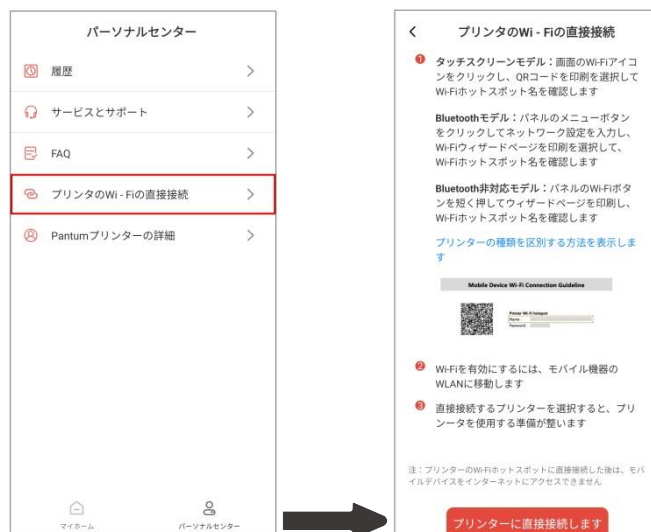 パーソナルセンター
履歴
サービスとサポート
FAQ
プリンタのWi - Fiの直接接続
Pantumプリンターの詳細
マイホーム
パーソナルセンター
プリンタのWi - Fiの直接接続
1 タッチスクリーンモデル：画面のWi-Fiアイコ
ンをクリックし、QRコードを印刷を選択して
Wi-Fiホットスポット名を確認します
Bluetoothモデル：パネルのメニューボタン
をクリックしてネットワーク設定を入力し、
Wi-Fiウィザードページを印刷を選択して、
Wi-Fiホットスポット名を確認します
Bluetooth非対応モデル：パネルのWi-Fiボタ
ンを短く押してウィザードページを印刷し、
Wi-Fiホットスポット名を確認します
プリンターの種類を区別する方法を表示しま
す
Mobile Device Wi-Fi Connection Guideline
Printer Wi-Fi hotspot
Name:
Password:
2 Wi-Fiを有効にするには、モバイル機器の
WLANに移動します
3 直接接続するプリンターを選択すると、プリ
ンータを使用する準備が整います
注：プリンターのWi-Fiホットスポットに直接接続した後は、モバ
イルデバイスをインターネットにアクセスできません
プリンターに直接接続します